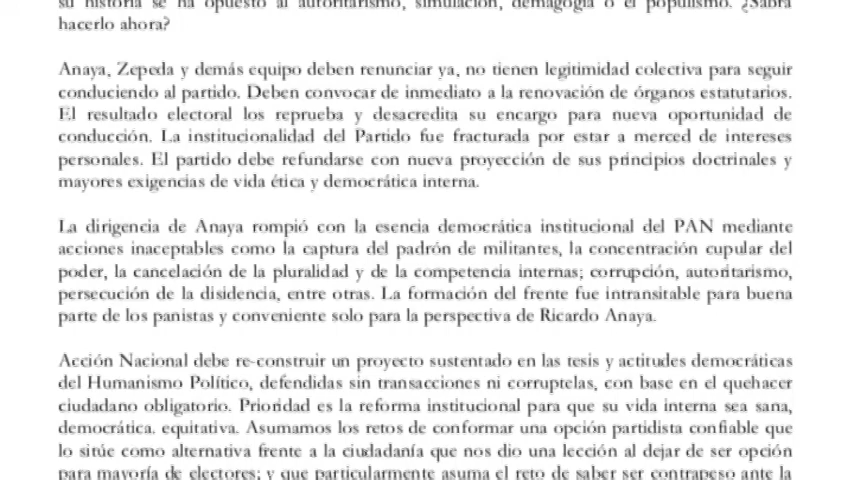 su historia se ha opuesto al autoritarismo, simulación, demagogia o el populismo. ¿Sabrá
hacerlo ahora?
Anaya, Zepeda y demás equipo deben renunciar ya, no tienen legitimidad colectiva para seguir
conduciendo al partido. Deben convocar de inmediato a la renovación de órganos estatutarios.
El resultado electoral los reprueba y desacredita su encargo para nueva oportunidad de
conducción. La institucionalidad del Partido fue fracturada por estar a merced de intereses
personales. El partido debe refundarse con nueva proyección de sus principios doctrinales y
mayores exigencias de vida ética y democrática interna.
La dirigencia de Anaya rompió con la esencia democrática institucional del PAN mediante
acciones inaceptables como la captura del padrón de militantes, la concentración cupular del
poder, la cancelación de la pluralidad y de la competencia internas; corrupción, autoritarismo,
persecución de la disidencia, entre otras. La formación del frente fue intransitable para buena
parte de los panistas y conveniente solo para la perspectiva de Ricardo Anaya.
Acción Nacional debe re-construir un proyecto sustentado en las tesis y actitudes democráticas
del Humanismo Político, defendidas sin transacciones ni corruptelas, con base en el quehacer
ciudadano obligatorio. Prioridad es la reforma institucional para que su vida interna sea sana,
democrática. equitativa. Asumamos los retos de conformar una opción partidista confiable que
lo sitúe como alternativa frente a la ciudadanía que nos dio una lección al dejar de ser opción
para mayoría de electores; y que particularmente asuma el reto de saber ser contrapeso ante la